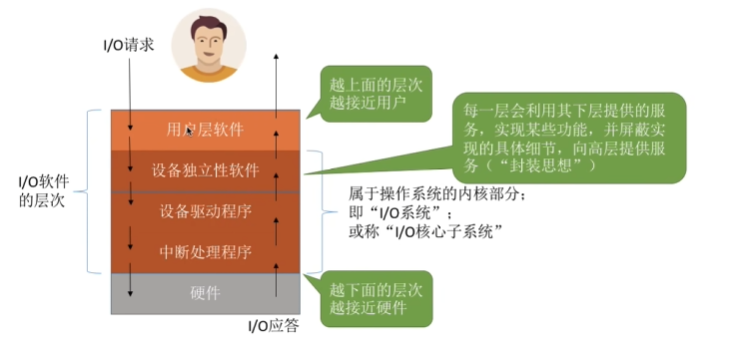 I/O请求
越上面的层次
越接近用户
用户层软件
每一层会利用其下层提供的服
务，实现某些功能，并屏蔽实
现的具体细节，向高层提供服
务（“封装思想”）
设备独立性软件
I/O软件
的层次
设备驱动程序
属于操作系统的内核部分；
即“I/O系统”；
或称“I/O核心子系统”
中断处理程序
硬件
越下面的层次
越接近硬件
I/O应答